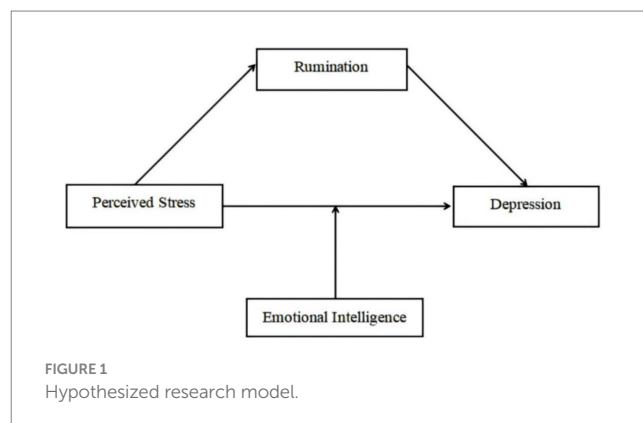 Rumination
Perceived Stress
Depression
Emotional Intelligence
FIGURE 1
Hypothesized research model.